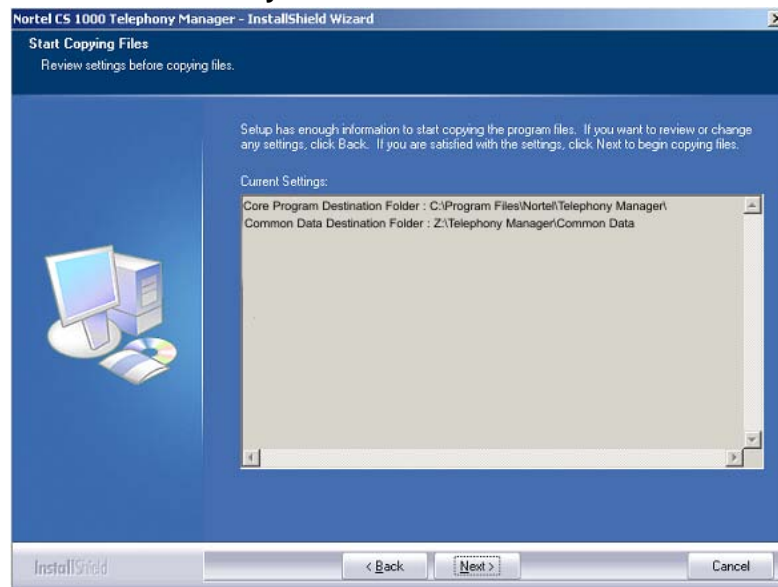 Nortel CS 1000 Telephony Manager - InstallShield Wizard
Start Copying Files
Review settings before copying files.
Setup has enough information to start copying the program files. If you want to review or change
any settings, click Back. If you are satisfied with the settings, click Next to begin copying files.
Current Settings:
Core Program Destination Folder : C:\Program Files\Nortel\Telephony Manager\
Common Data Destination Folder : Z:\Telephony Manager\Common Data
InstallShield
< Back
Next >
Cancel